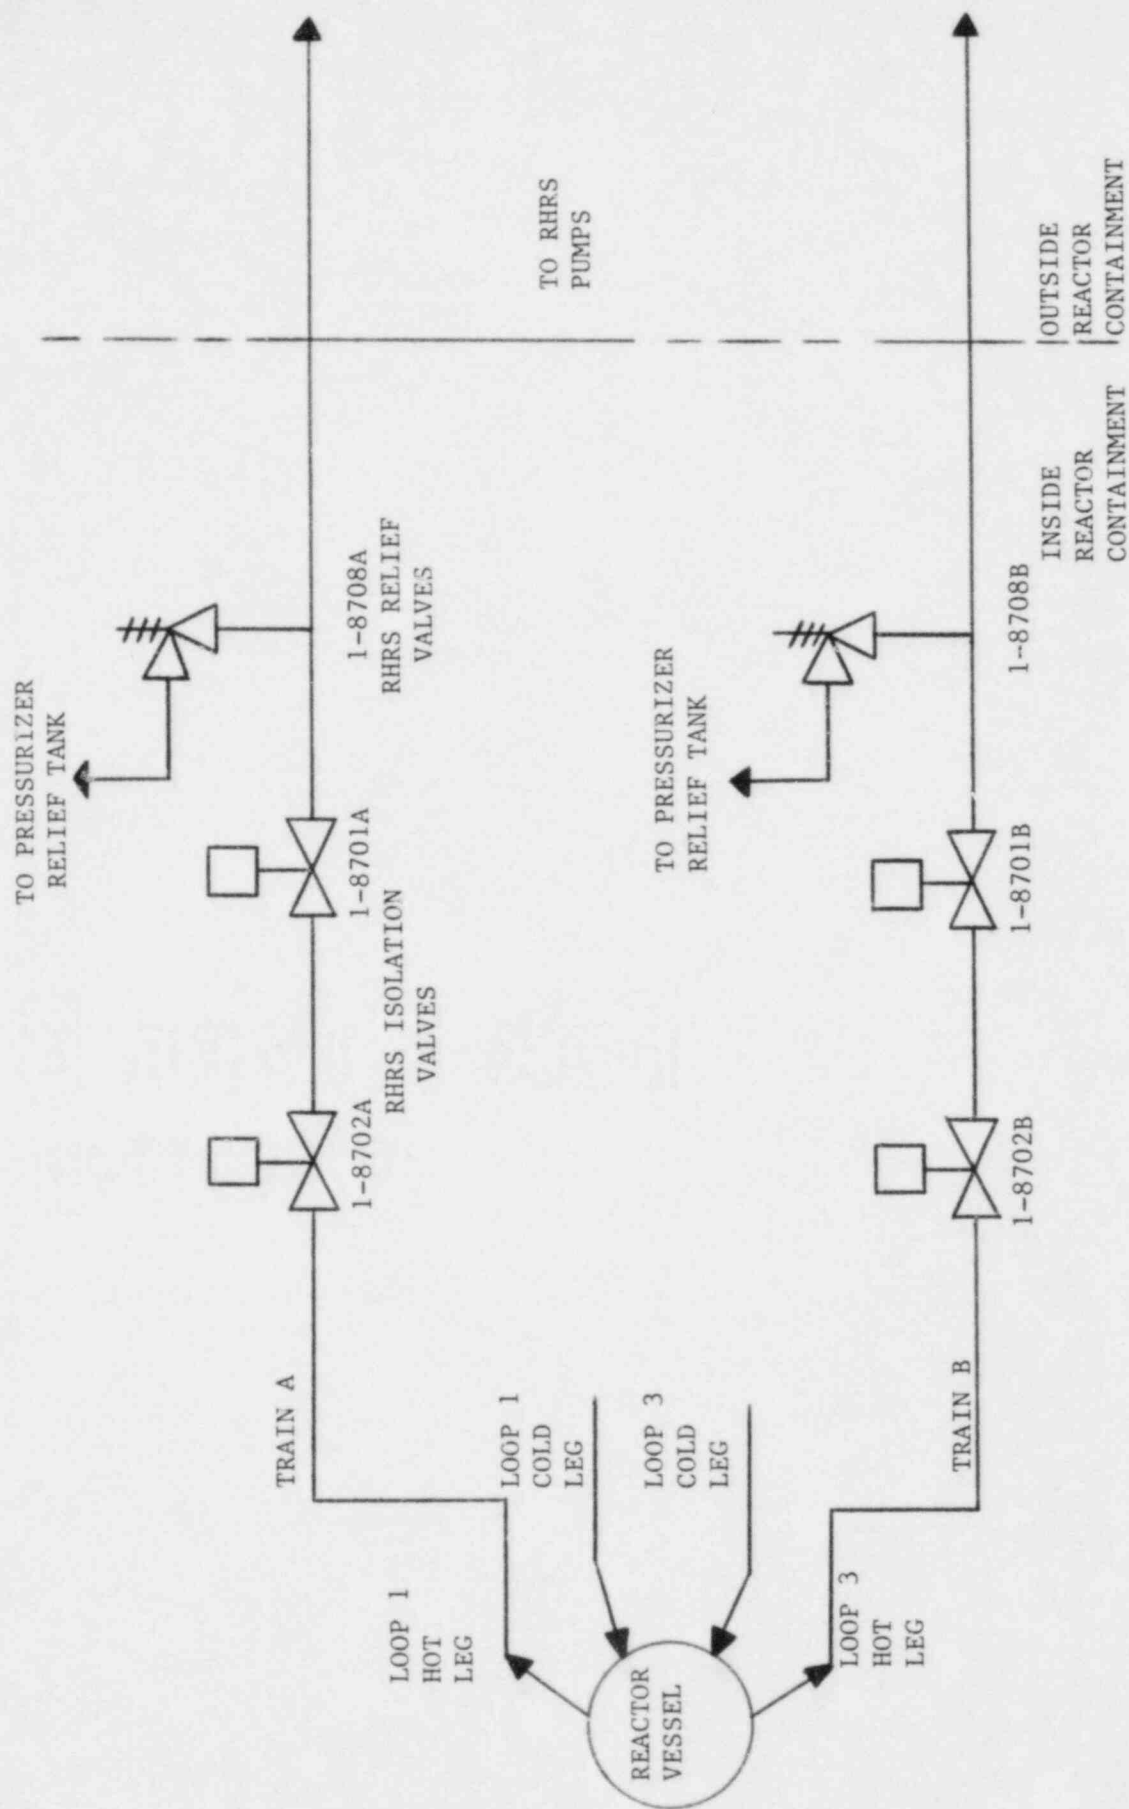 TO PRESSURIZER
RELIEF TANK
1-8708A
RHRS RELIEF
VALVES
1-8701A
RHRS ISOLATION
VALVES
1-8702A
TRAIN A
LOOP 1
HOT
LEG
LOOP 1
COLD
LEG
LOOP 3
COLD
LEG
REACTOR
VESSEL
LOOP 3
HOT
LEG
TRAIN B
1-8702B
1-8701B
TO PRESSURIZER
RELIEF TANK
1-8708B
TO RHRS
PUMPS
INSIDE
REACTOR
CONTAINMENT
OUTSIDE
REACTOR
CONTAINMENT